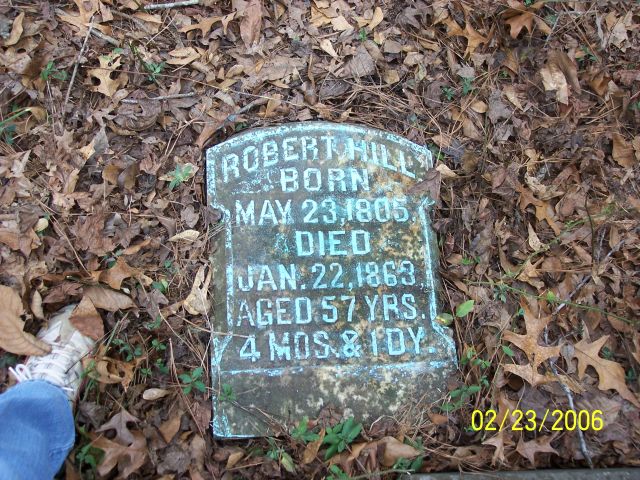 ROBERT HILL,
BORN
MAY 23,1805,
DIED
JAN. 22, 1863,
AGED 57 YRS.
4 MOS. & 1 DY.
02/23/2006